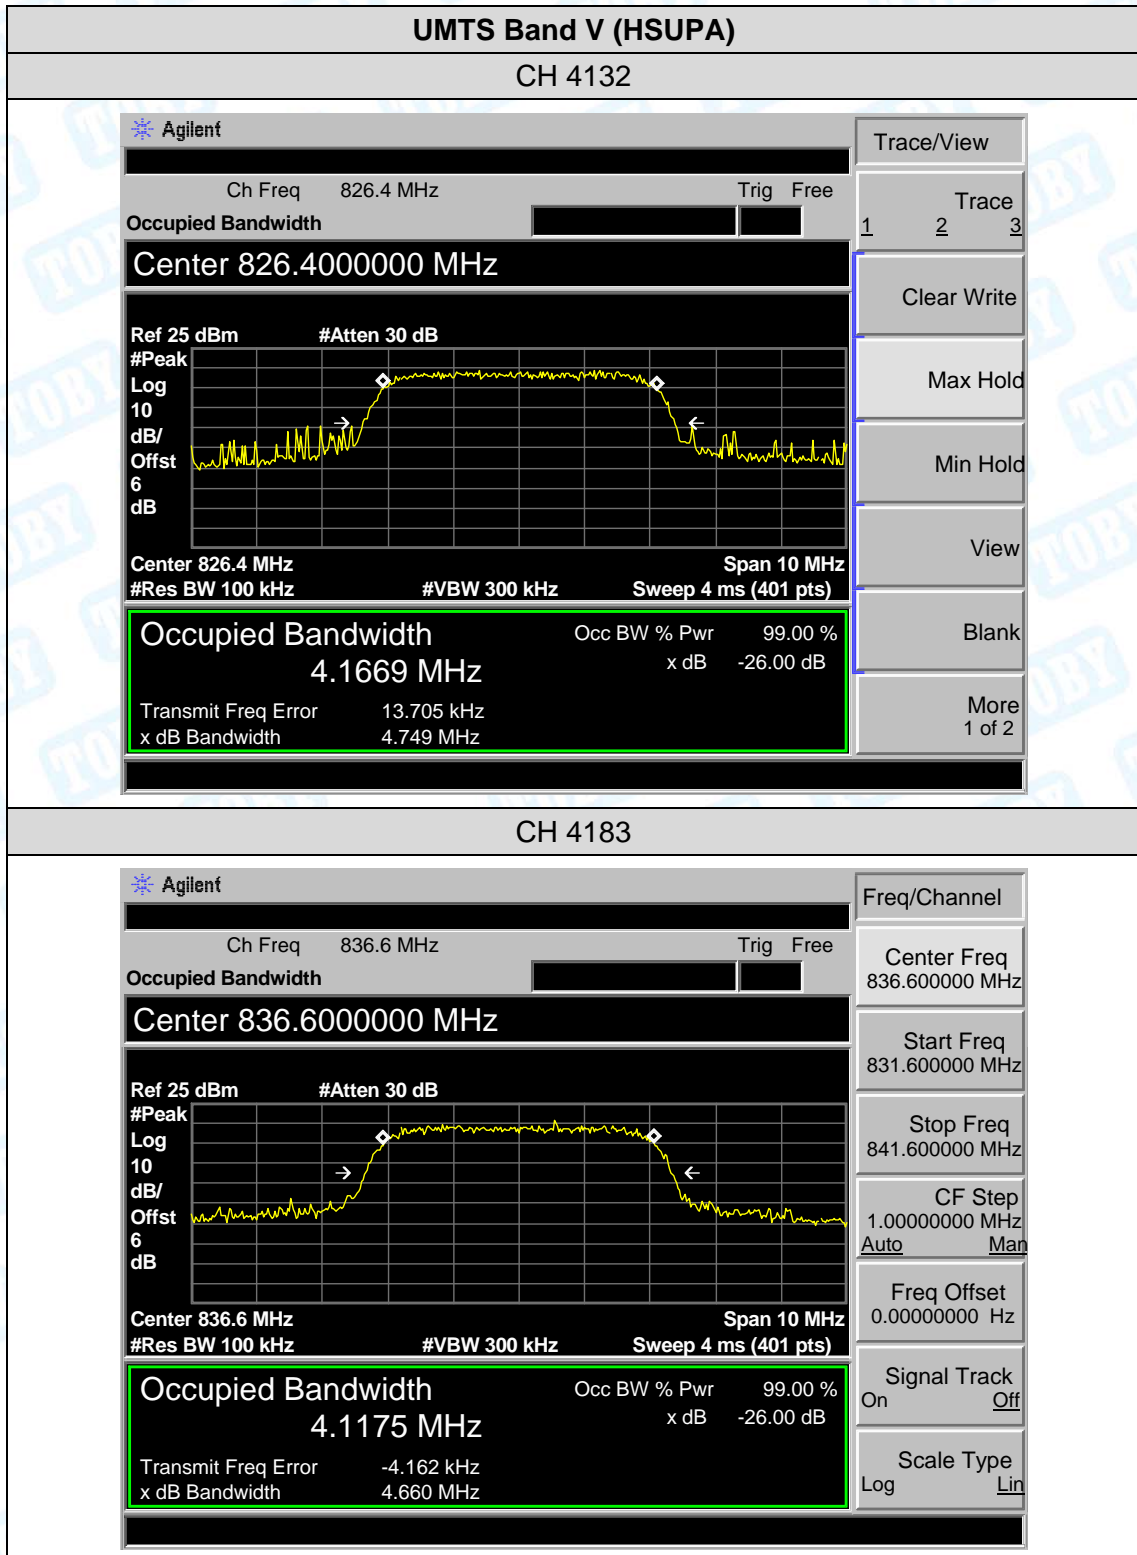 UMTS Band V (HSUPA)
CH 4132
Agilent
Trace/View
Ch Freq 826.4 MHz Trig Free
Occupied Bandwidth
Trace
1 2 3
Center 826.4000000 MHz
Clear Write
Ref 25 dBm #Atten 30 dB
#Peak
Log
10
dB/
Offst
6
dB
Max Hold
Min Hold
View
Center 826.4 MHz Span 10 MHz
#Res BW 100 kHz #VBW 300 kHz Sweep 4 ms (401 pts)
Occupied Bandwidth Occ BW % Pwr 99.00 %
4.1669 MHz x dB -26.00 dB
Blank
Transmit Freq Error 13.705 kHz
x dB Bandwidth 4.749 MHz
More
1 of 2
CH 4183
Agilent
Freq/Channel
Ch Freq 836.6 MHz Trig Free
Occupied Bandwidth
Center Freq
836.600000 MHz
Center 836.6000000 MHz
Start Freq
831.600000 MHz
Ref 25 dBm #Atten 30 dB
#Peak
Log
10
dB/
Offst
6
dB
Stop Freq
841.600000 MHz
CF Step
1.00000000 MHz
Auto Man
Freq Offset
0.00000000 Hz
Center 836.6 MHz Span 10 MHz
#Res BW 100 kHz #VBW 300 kHz Sweep 4 ms (401 pts)
Occupied Bandwidth Occ BW % Pwr 99.00 %
4.1175 MHz x dB -26.00 dB
Signal Track
On Off
Transmit Freq Error -4.162 kHz
x dB Bandwidth 4.660 MHz
Scale Type
Log Lin
TOBY